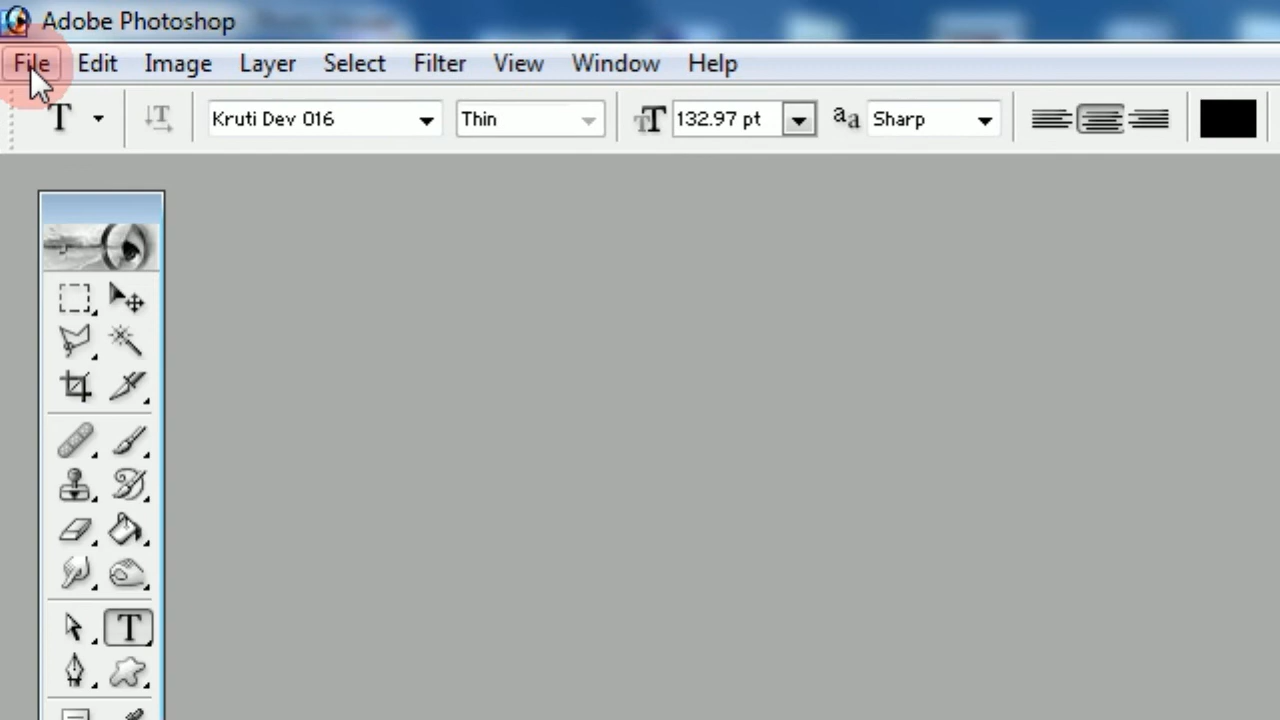 Adobe Photoshop
File Edit Image Layer Select Filter View Window Help
T Kruti Dev 016 Thin 132.97 pt aa Sharp
T